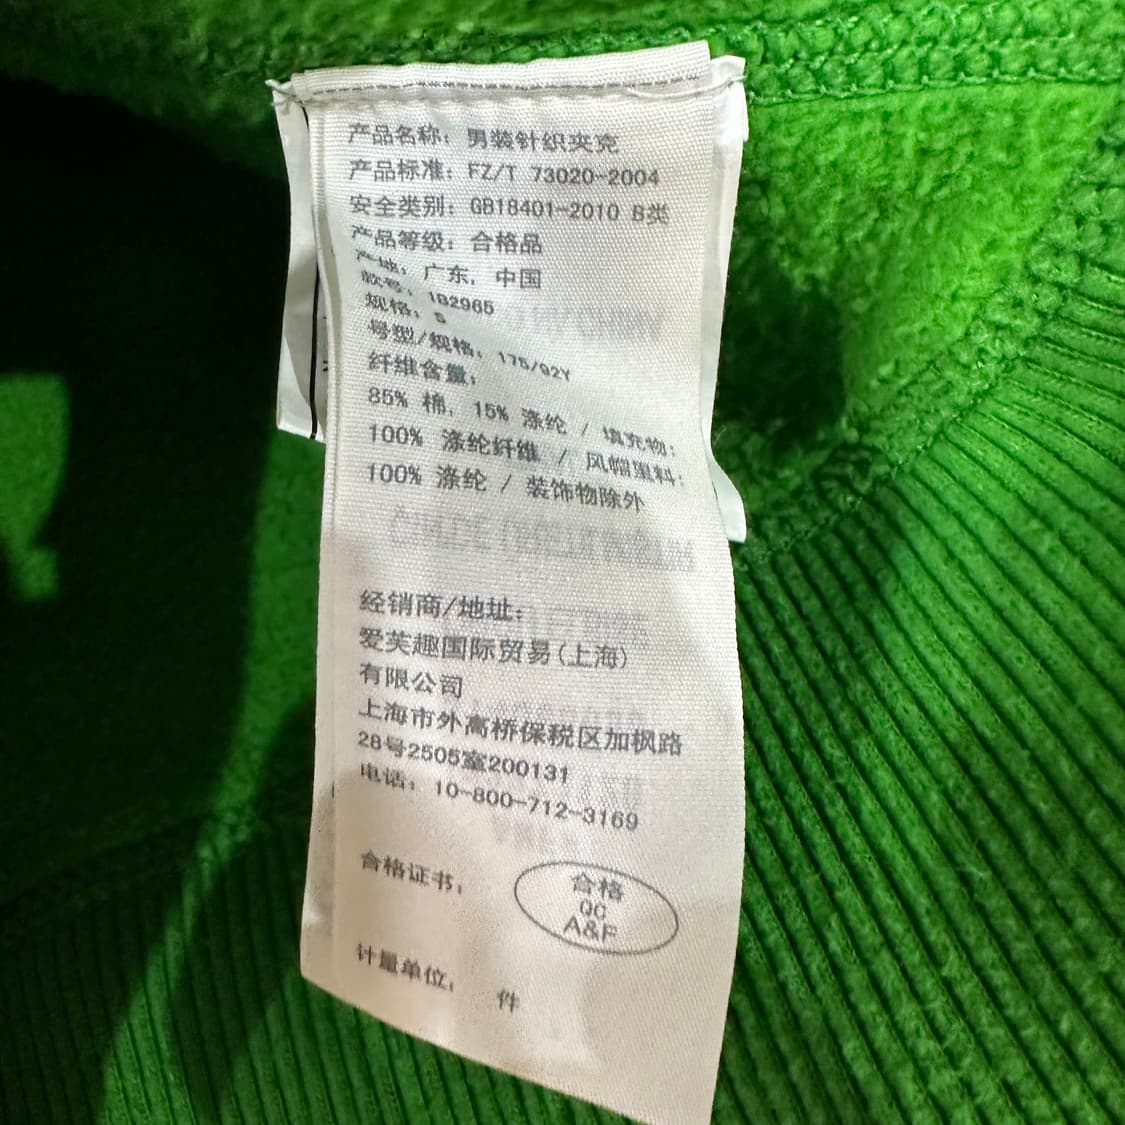 产品名称: 男装针织夹克
产品标准: FZ/T 73020-2004
安全类别: GB18401-2010 B类
产品等级: 合格品
产地: 广东, 中国
款号: 182965
规格: S
号型/规格: 175/92Y
纤维含量:
85% 棉, 15% 涤纶 / 填充物:
100% 涤纶纤维 / 风帽里料:
100% 涤纶 / 装饰物除外
经销商/地址:
爱芙趣国际贸易(上海)
有限公司
上海市外高桥保税区加枫路
28号2505室200131
电话: 10-800-712-3169
合格证书:
合格
QC
A&F
计量单位: 件